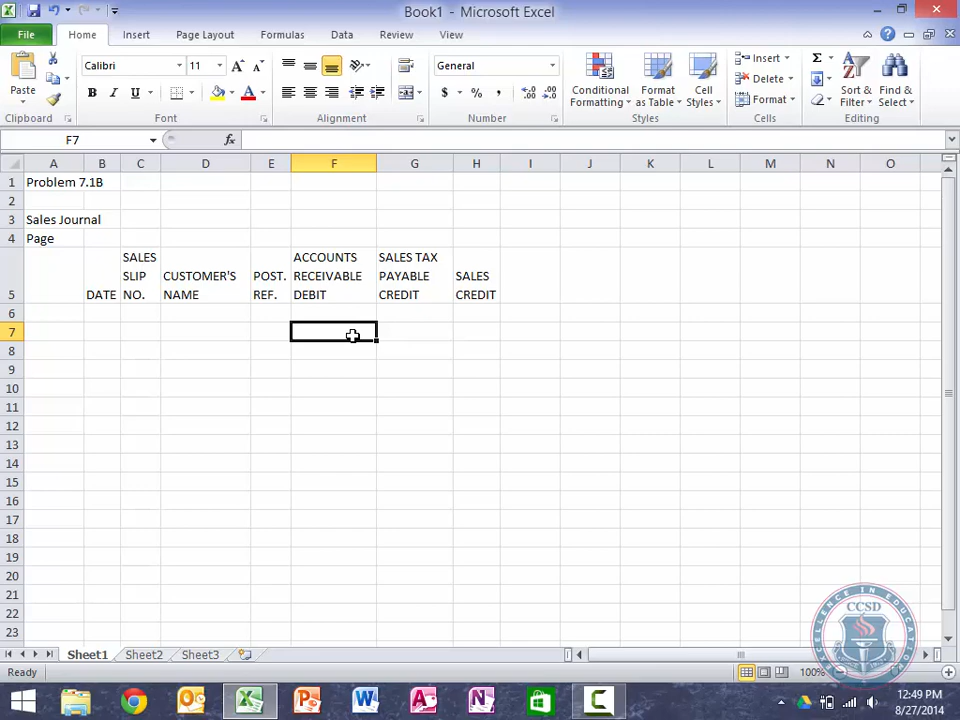 Book1 - Microsoft Excel
File Home Insert Page Layout Formulas Data Review View
Paste
Calibri 11
General
$ % ,
B I U A
Conditional Formatting
Format as Table
Cell Styles
Insert
Delete
Format
Sort & Filter
Find & Select
Clipboard Font Alignment Number Styles Cells Editing
F7 fx
A B C D E F G H I J K L M N O
1 Problem 7.1B
2
3 Sales Journal
4 Page
SALES ACCOUNTS SALES TAX
SLIP CUSTOMER'S POST. RECEIVABLE PAYABLE SALES
5 DATE NO. NAME REF. DEBIT CREDIT CREDIT
6
7
8
9
10
11
12
13
14
15
16
17
18
19
20
21
22
23
CCSD
EXCELLENCE IN EDUCATION
Sheet1 Sheet2 Sheet3
Ready 100%
12:49 PM
8/27/2014